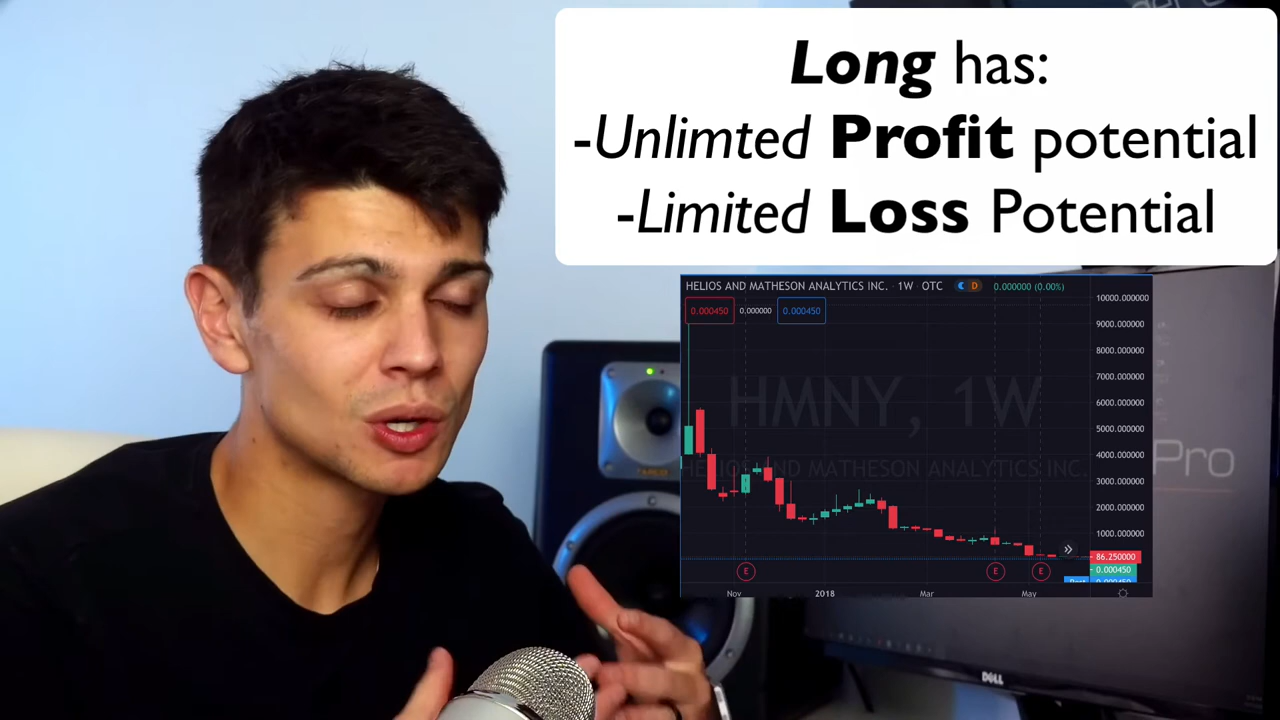 Long has:
-Unlimted Profit potential
-Limited Loss Potential
HELIOS AND MATHESON ANALYTICS INC. 1W OTC D 0.000000 (0.00%)
0.000450 0.000000 0.000450
10000.000000
9000.000000
8000.000000
7000.000000
6000.000000
5000.000000
4000.000000
3000.000000
2000.000000
1000.000000
HMNY, 1W
HELIOS AND MATHESON ANALYTICS INC.
86.250000
0.000450
0.000450
E E E
Nov 2018 Mar May
Pro
DELL